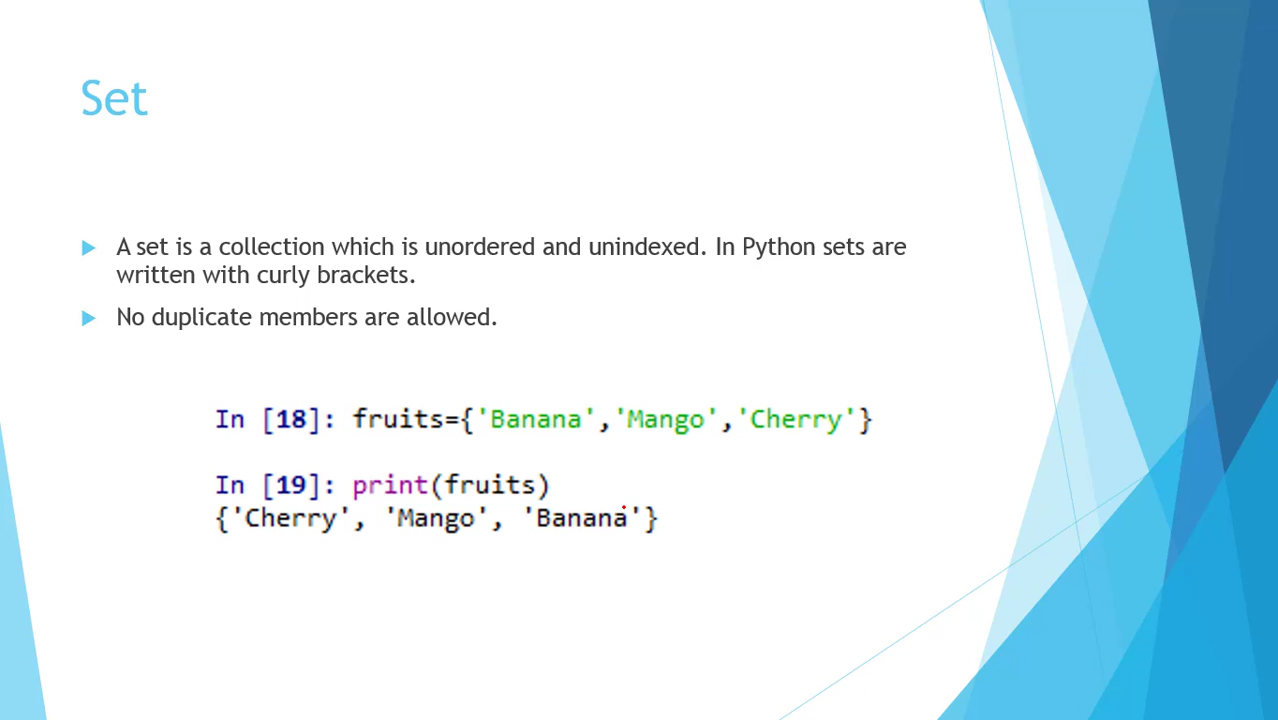 Set
A set is a collection which is unordered and unindexed. In Python sets are
written with curly brackets.
No duplicate members are allowed.
In [18]: fruits={'Banana','Mango','Cherry'}
In [19]: print(fruits)
{'Cherry', 'Mango', 'Banana'}